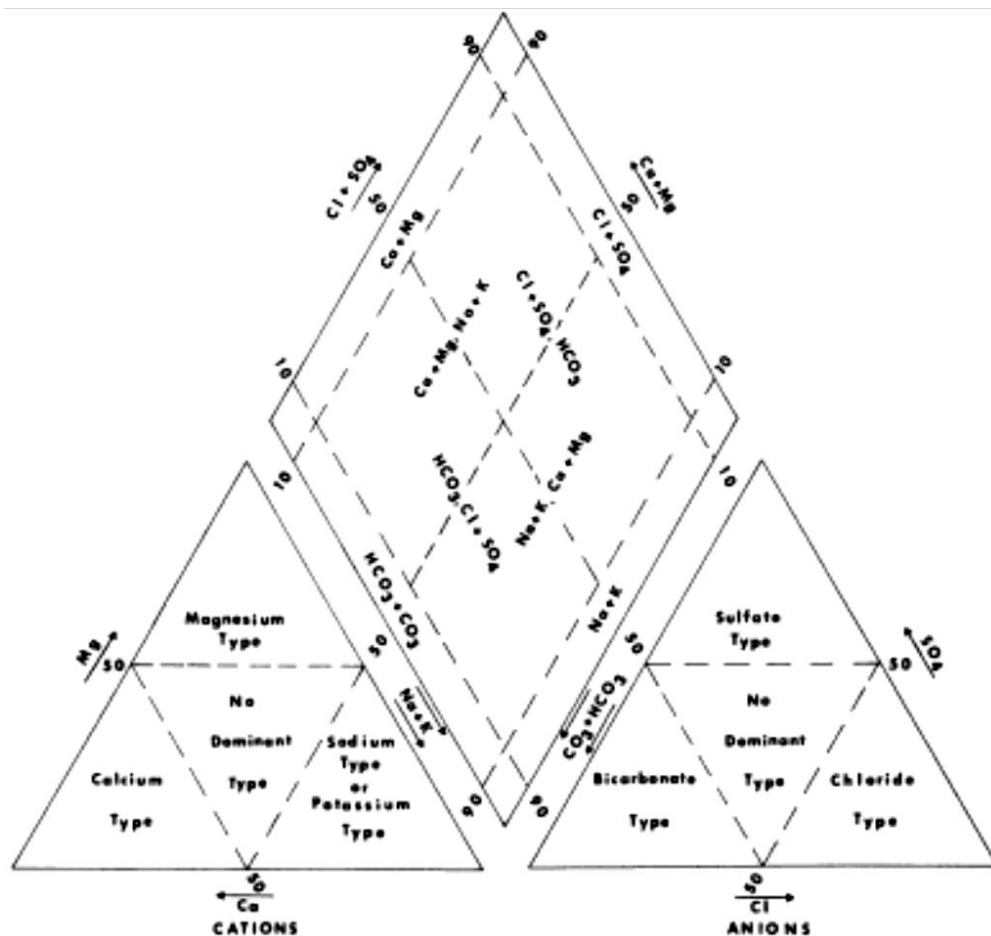 90
90
Cl + SO4
50
Ca + Mg
Cl + SO4
50
Ca + Mg
Ca + Mg, Na + K
Cl + SO4, HCO3
10
10
10
10
HCO3, Cl + SO4
Na + K, Ca + Mg
HCO3 + CO3
Na + K
Mg
50
Magnesium
Type
50
Na + K
No
Dominant
Type
Calcium
Type
Sodium
Type
or
Potassium
Type
90
90
50
Ca
CATIONS
CO3 + HCO3
50
Sulfate
Type
50
SO4
No
Dominant
Type
Bicarbonate
Type
Chloride
Type
50
Cl
ANIONS